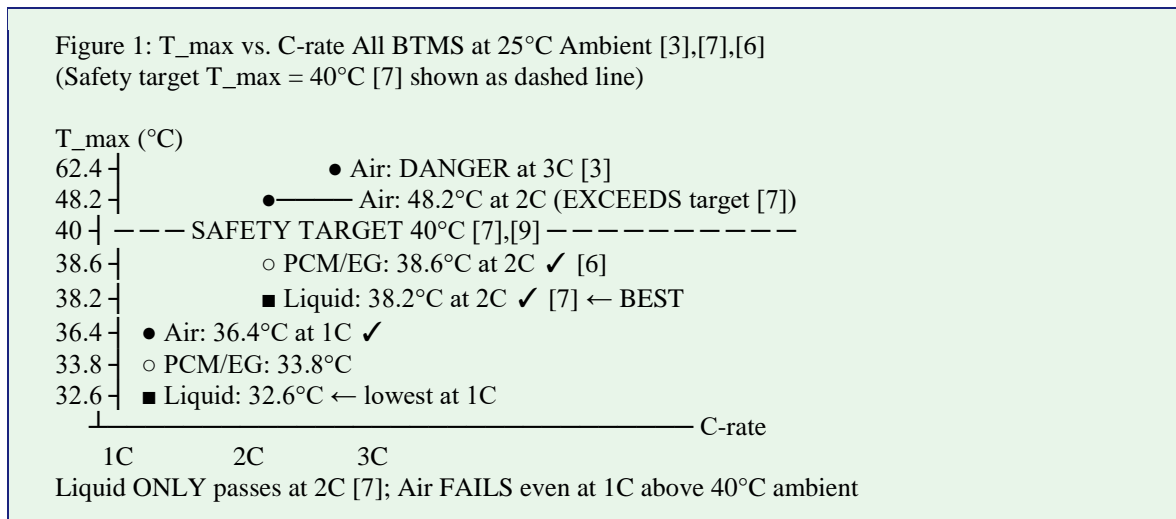 Figure 1: T_max vs. C-rate All BTMS at 25°C Ambient [3],[7],[6]
(Safety target T_max = 40°C [7] shown as dashed line)
T_max (°C)
62.4 ┤ ● Air: DANGER at 3C [3]
48.2 ┤ ●───── Air: 48.2°C at 2C (EXCEEDS target [7])
40 ┤ ─ ─ ─ SAFETY TARGET 40°C [7],[9] ─ ─ ─ ─ ─ ─ ─ ─ ─ ─
38.6 ┤ ○ PCM/EG: 38.6°C at 2C ✓ [6]
38.2 ┤ ■ Liquid: 38.2°C at 2C ✓ [7] ← BEST
36.4 ┤ ● Air: 36.4°C at 1C ✓
33.8 ┤ ○ PCM/EG: 33.8°C
32.6 ┤ ■ Liquid: 32.6°C ← lowest at 1C
┴──────────────────────────── C-rate
1C 2C 3C
Liquid ONLY passes at 2C [7]; Air FAILS even at 1C above 40°C ambient